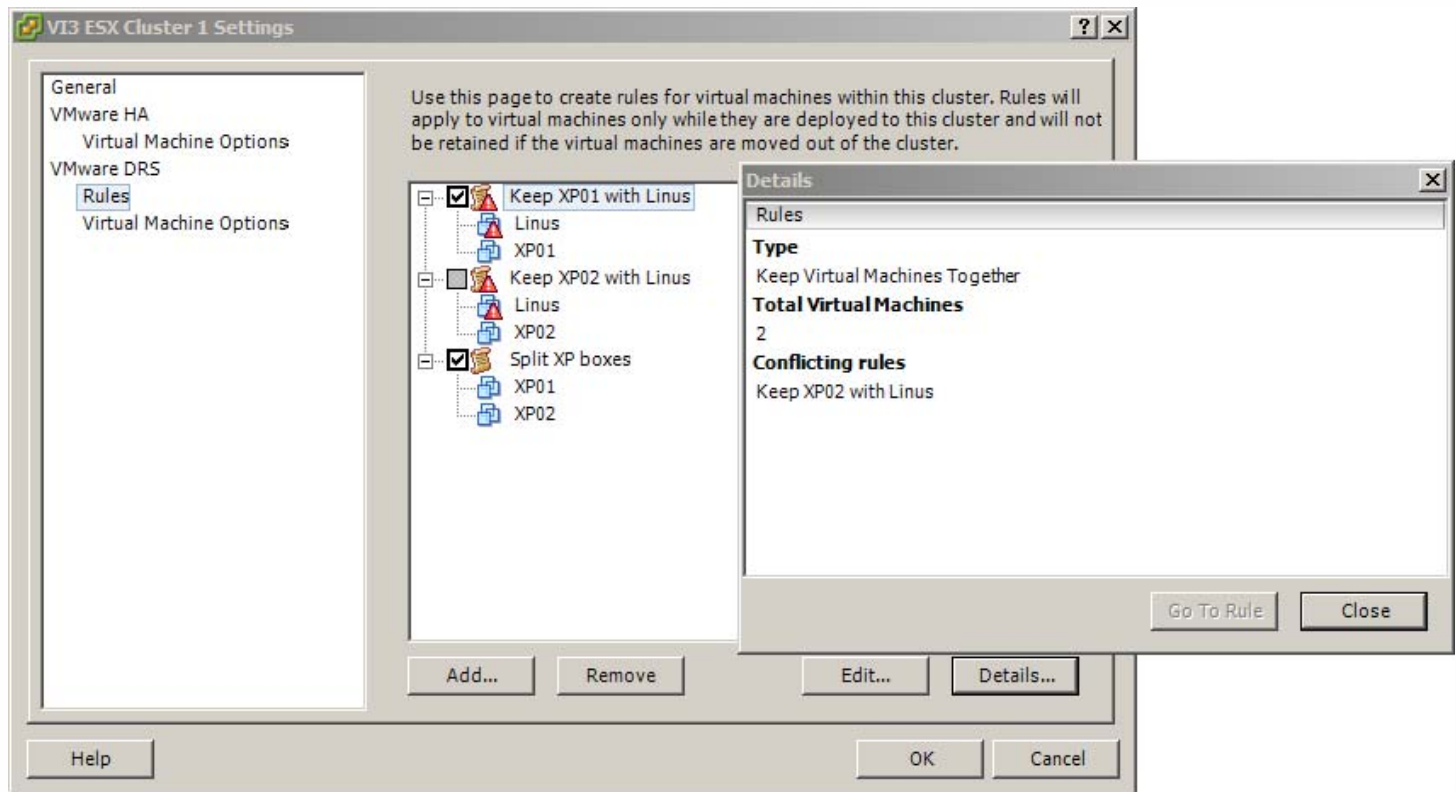 VI3 ESX Cluster 1 Settings
General
VMware HA
Virtual Machine Options
VMware DRS
Rules
Virtual Machine Options
Use this page to create rules for virtual machines within this cluster. Rules will
apply to virtual machines only while they are deployed to this cluster and will not
be retained if the virtual machines are moved out of the cluster.
Keep XP01 with Linus
Linus
XP01
Keep XP02 with Linus
Linus
XP02
Split XP boxes
XP01
XP02
Add...
Remove
Edit...
Details...
Help
OK
Cancel
Details
Rules
Type
Keep Virtual Machines Together
Total Virtual Machines
2
Conflicting rules
Keep XP02 with Linus
Go To Rule
Close